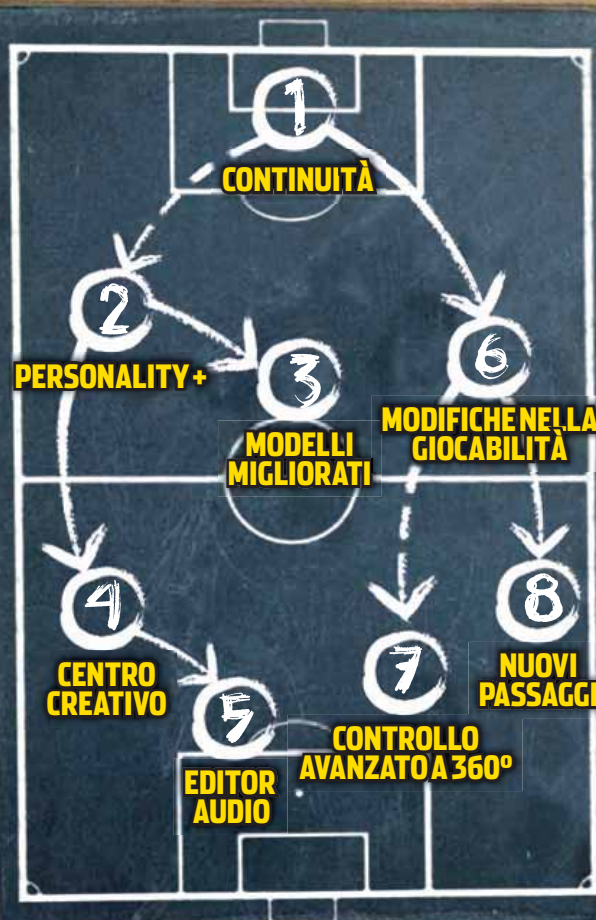 1
CONTINUITÀ
2
PERSONALITY +
3
MODELLI
MIGLIORATI
6
MODIFICHE NELLA
GIOCABILITÀ
4
CENTRO
CREATIVO
5
EDITOR
AUDIO
7
CONTROLLO
AVANZATO A 360º
8
NUOVI
PASSAGGI